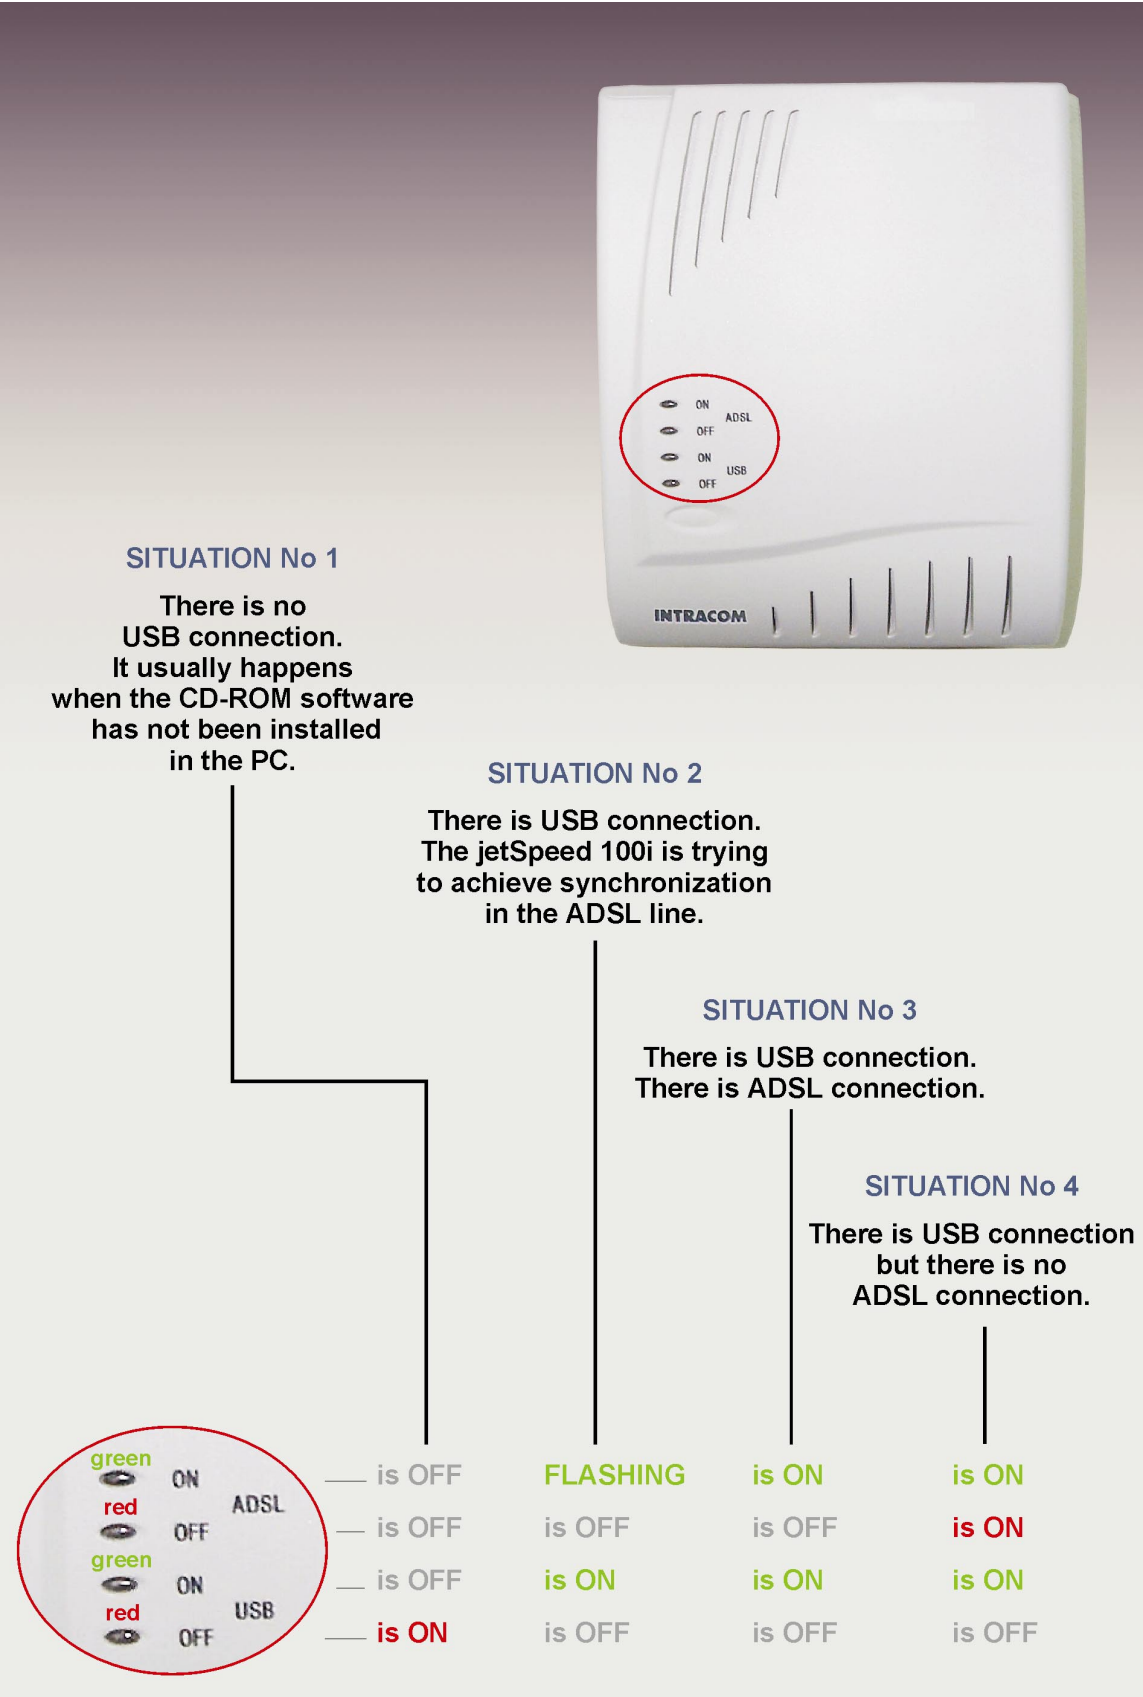 ON
ADSL
OFF
ON
USB
OFF
INTRACOM
SITUATION No 1
There is no
USB connection.
It usually happens
when the CD-ROM software
has not been installed
in the PC.
SITUATION No 2
There is USB connection.
The jetSpeed 100i is trying
to achieve synchronization
in the ADSL line.
SITUATION No 3
There is USB connection.
There is ADSL connection.
SITUATION No 4
There is USB connection
but there is no
ADSL connection.
green
ON
is OFF FLASHING is ON is ON
ADSL
red
OFF
is OFF is OFF is OFF is ON
green
ON
is OFF is ON is ON is ON
USB
red
OFF
is ON is OFF is OFF is OFF